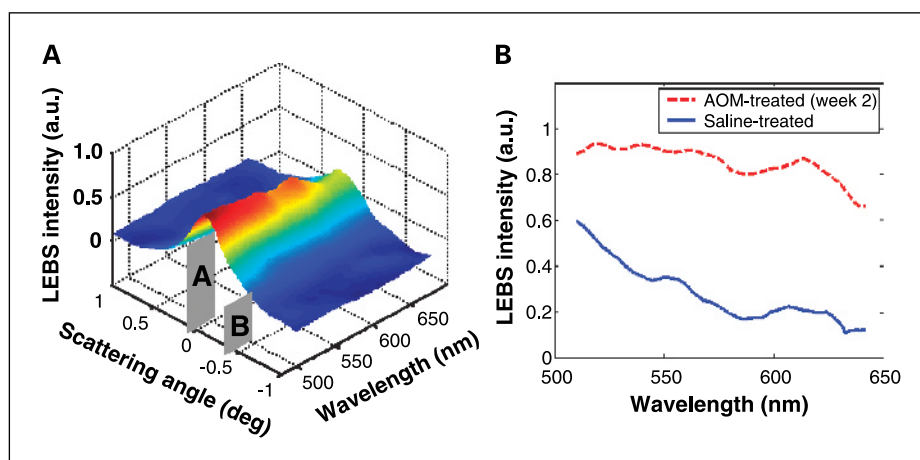 A
LEBS intensity (a.u.)
1.0
0.5
0
1
0.5
0
-0.5
-1
Scattering angle (deg)
500
550
600
650
Wavelength (nm)
A
B
B
LEBS intensity (a.u.)
1
0.8
0.6
0.4
0.2
0
500
550
600
650
Wavelength (nm)
AOM-treated (week 2)
Saline-treated